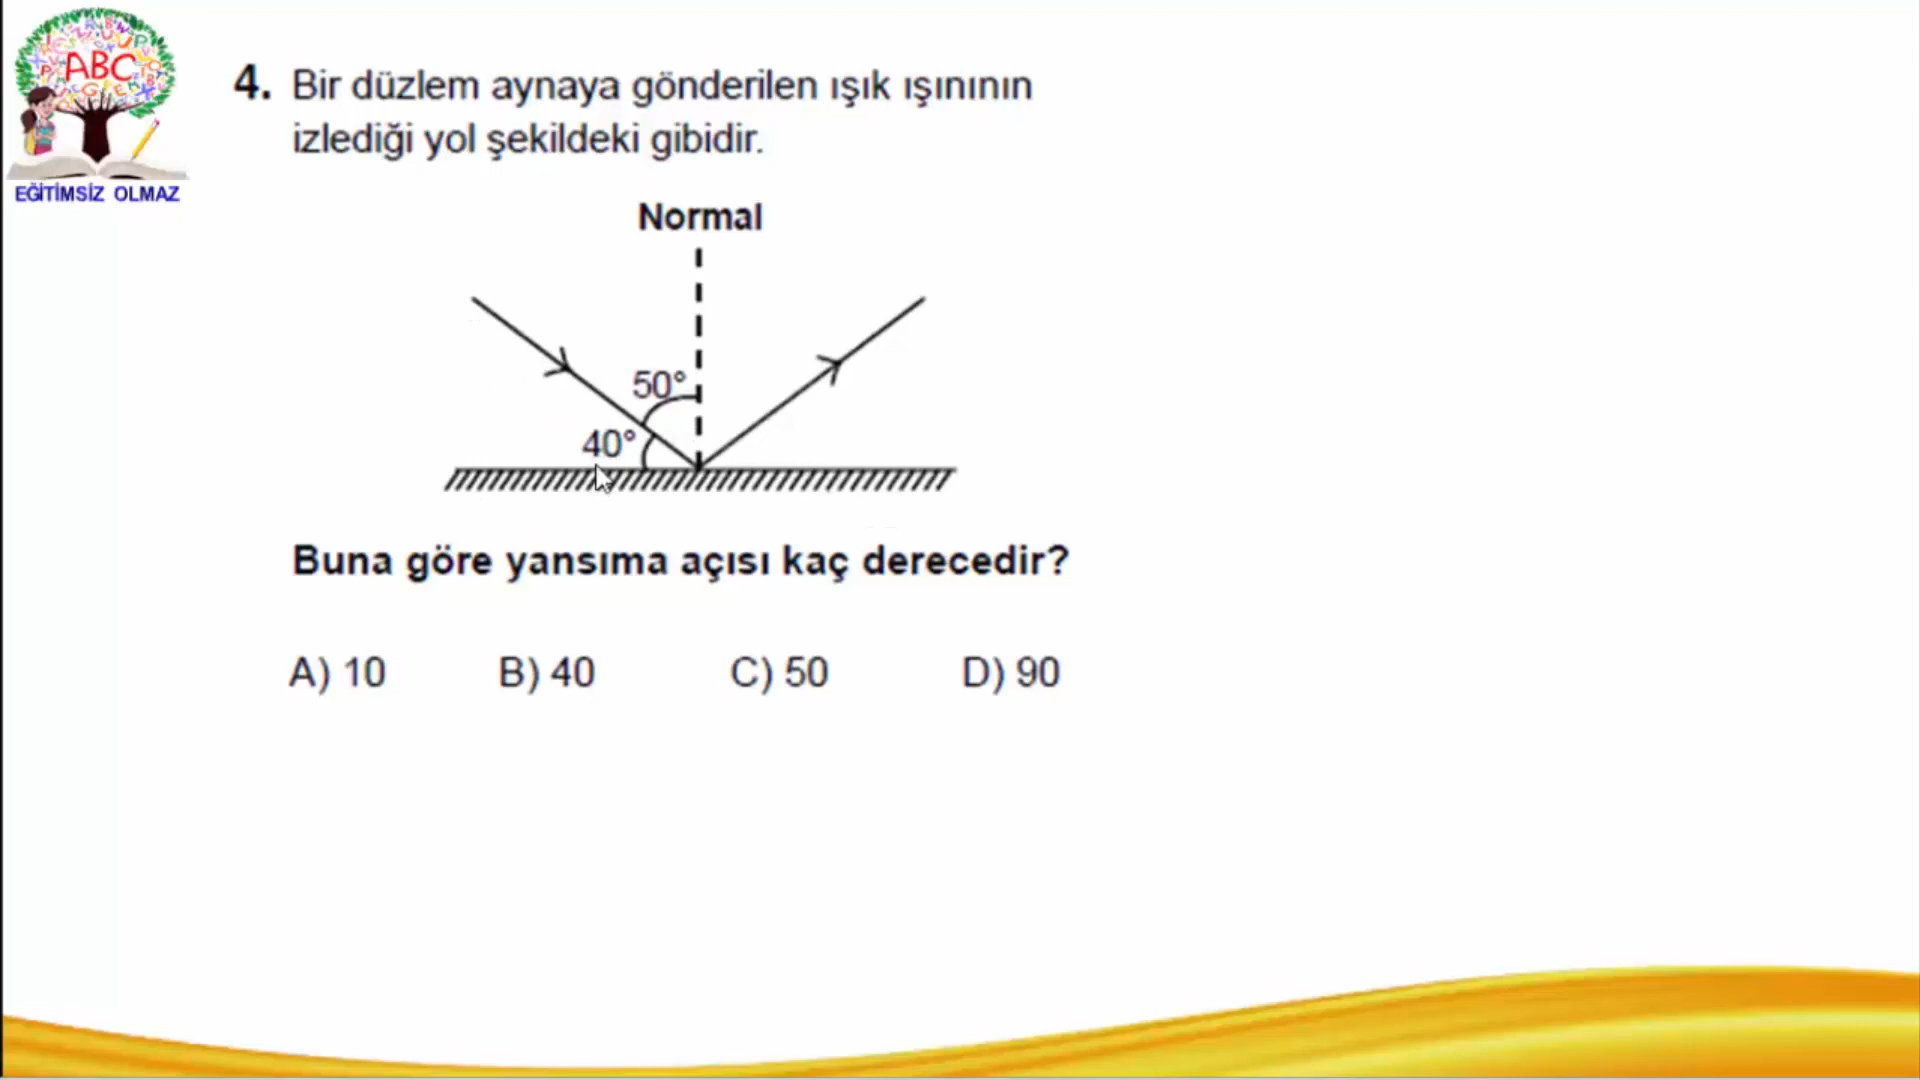 ABC
EĞİTİMSİZ OLMAZ
4. Bir düzlem aynaya gönderilen ışık ışınının
izlediği yol şekildeki gibidir.
Normal
50°
40°
Buna göre yansıma açısı kaç derecedir?
A) 10 B) 40 C) 50 D) 90